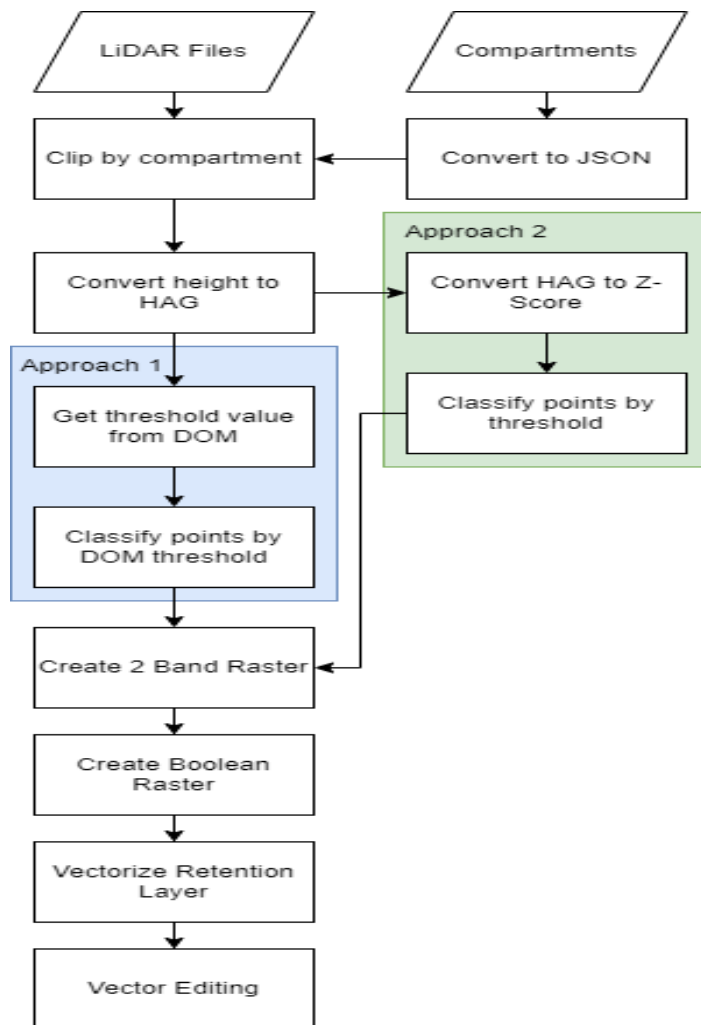 LiDAR Files
Compartments
Clip by compartment
Convert to JSON
Approach 2
Convert height to
HAG
Convert HAG to Z-
Score
Approach 1
Get threshold value
from DOM
Classify points by
threshold
Classify points by
DOM threshold
Create 2 Band Raster
Create Boolean
Raster
Vectorize Retention
Layer
Vector Editing